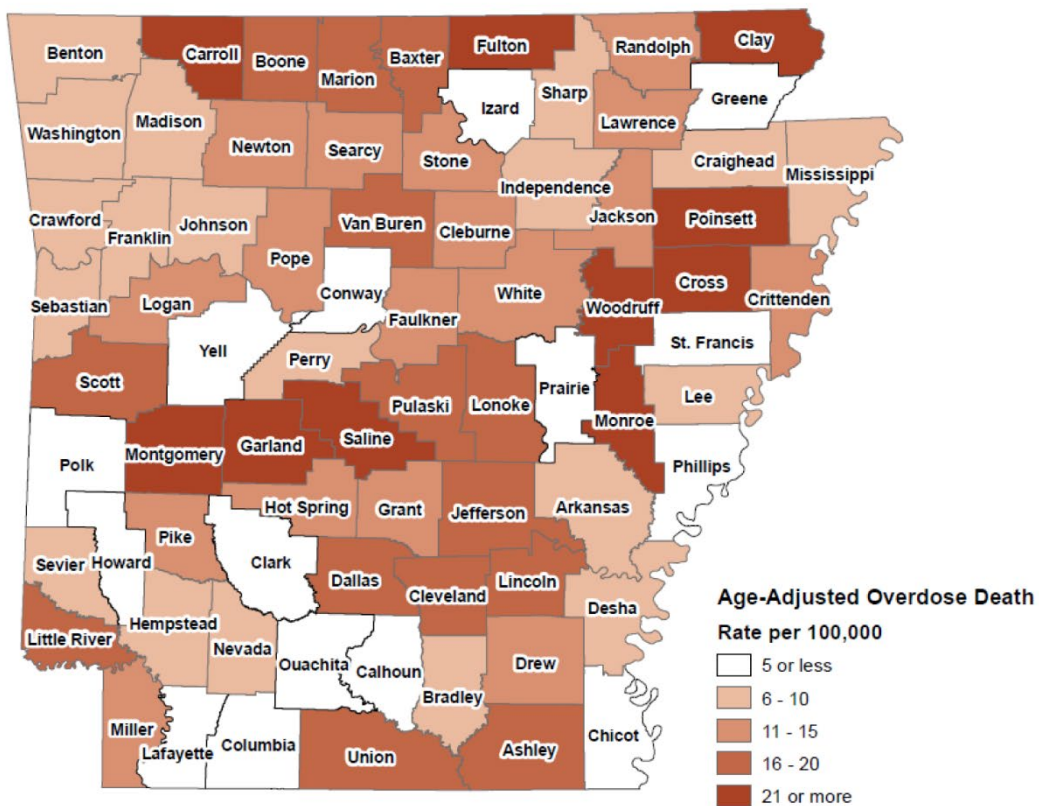 Benton
Carroll
Boone
Marion
Baxter
Fulton
Randolph
Clay
Izard
Sharp
Greene
Washington
Madison
Newton
Searcy
Stone
Lawrence
Independence
Craighead
Mississippi
Crawford
Franklin
Johnson
Pope
Van Buren
Cleburne
Jackson
Poinsett
Sebastian
Logan
Conway
Faulkner
White
Woodruff
Cross
Crittenden
Yell
Perry
St. Francis
Scott
Pulaski
Lonoke
Prairie
Monroe
Lee
Polk
Montgomery
Garland
Saline
Phillips
Hot Spring
Grant
Jefferson
Arkansas
Sevier
Howard
Pike
Clark
Dallas
Cleveland
Lincoln
Desha
Little River
Hempstead
Nevada
Ouachita
Calhoun
Bradley
Drew
Miller
Lafayette
Columbia
Union
Ashley
Chicot
Age-Adjusted Overdose Death
Rate per 100,000
5 or less
6 - 10
11 - 15
16 - 20
21 or more